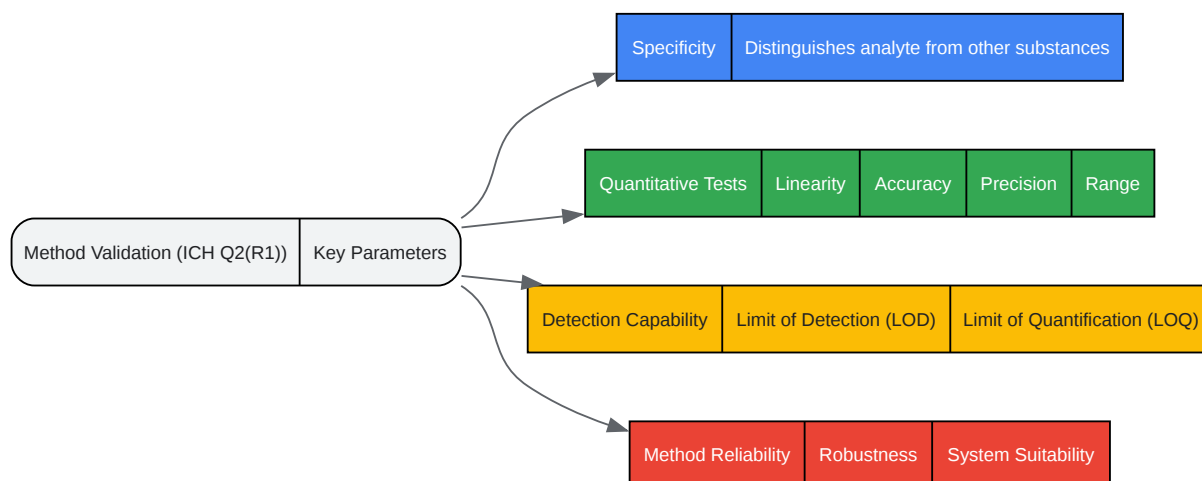 Specificity
Distinguishes analyte from other substances
Quantitative Tests
Linearity
Accuracy
Precision
Range
Method Validation (ICH Q2(R1))
Key Parameters
Detection Capability
Limit of Detection (LOD)
Limit of Quantification (LOQ)
Method Reliability
Robustness
System Suitability